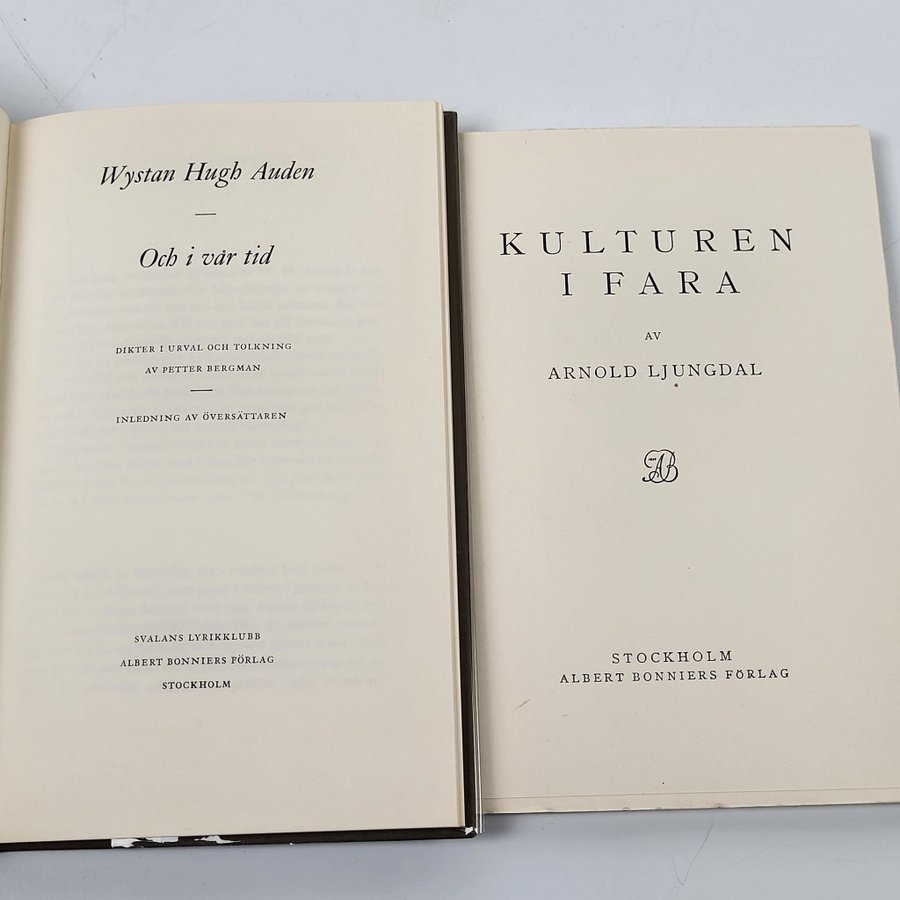 Wystan Hugh Auden
Och i vår tid
DIKTER I URVAL OCH TOLKNING
AV PETTER BERGMAN
INLEDNING AV ÖVERSÄTTAREN
SVALANS LYRIKKLUBB
ALBERT BONNIERS FÖRLAG
STOCKHOLM
KULTUREN
I FARA
AV
ARNOLD LJUNGDAL
AB
STOCKHOLM
ALBERT BONNIERS FÖRLAG